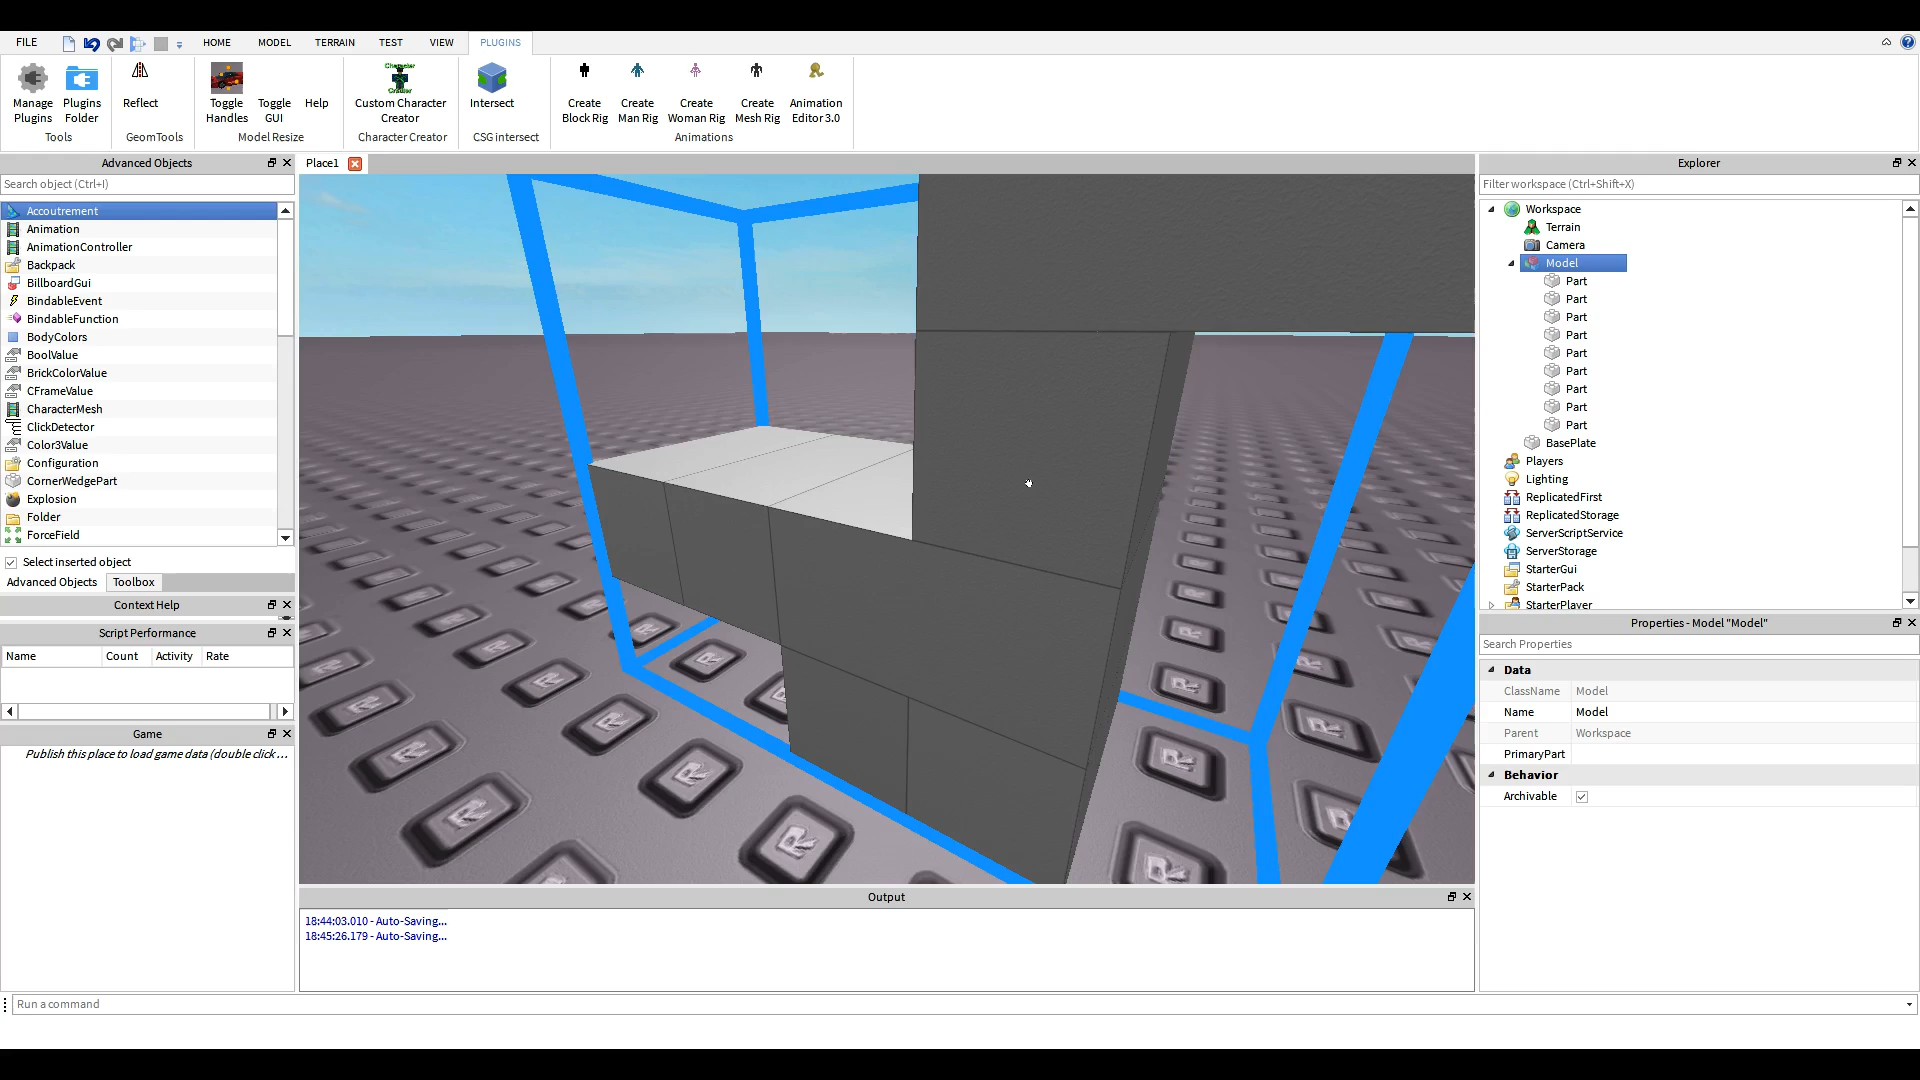 FILE
HOME
MODEL
TERRAIN
TEST
VIEW
PLUGINS
Manage Plugins
Plugins Folder
Tools
Reflect
GeomTools
Toggle Handles
Toggle GUI
Help
Model Resize
Custom Character Creator
Character Creator
Intersect
CSG intersect
Create Block Rig
Create Man Rig
Create Woman Rig
Create Mesh Rig
Animation Editor 3.0
Animations
Advanced Objects
Search object (Ctrl+I)
Accoutrement
Animation
AnimationController
Backpack
BillboardGui
BindableEvent
BindableFunction
BodyColors
BoolValue
BrickColorValue
CFrameValue
CharacterMesh
ClickDetector
Color3Value
Configuration
CornerWedgePart
Explosion
Folder
ForceField
Select inserted object
Advanced Objects
Toolbox
Context Help
Script Performance
Name Count Activity Rate
Game
Publish this place to load game data (double click ...
Place1
Output
18:44:03.010 - Auto-Saving...
18:45:26.179 - Auto-Saving...
Run a command
Explorer
Filter workspace (Ctrl+Shift+X)
Workspace
Terrain
Camera
Model
Part
Part
Part
Part
Part
Part
Part
Part
Part
BasePlate
Players
Lighting
ReplicatedFirst
ReplicatedStorage
ServerScriptService
ServerStorage
StarterGui
StarterPack
StarterPlayer
Properties - Model "Model"
Search Properties
Data
ClassName Model
Name Model
Parent Workspace
PrimaryPart
Behavior
Archivable